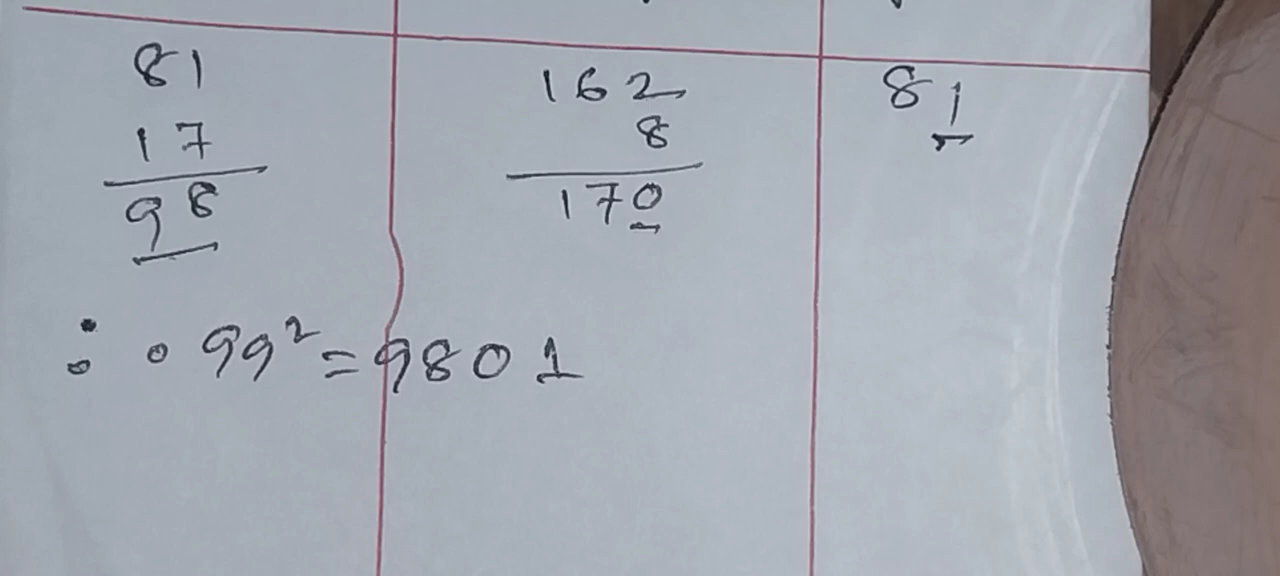 81 162 81
17 8
98 170
∴ 99² = 9801